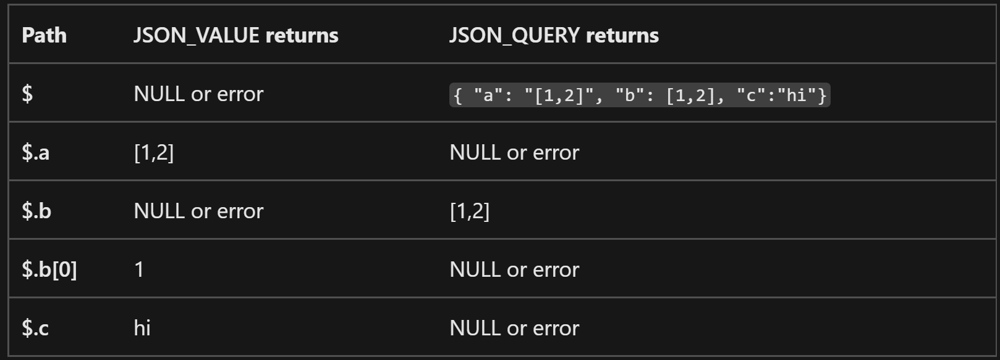 Path JSON_VALUE returns JSON_QUERY returns
$ NULL or error { "a": "[1,2]", "b": [1,2], "c":"hi"}
$.a [1,2] NULL or error
$.b NULL or error [1,2]
$.b[0] 1 NULL or error
$.c hi NULL or error